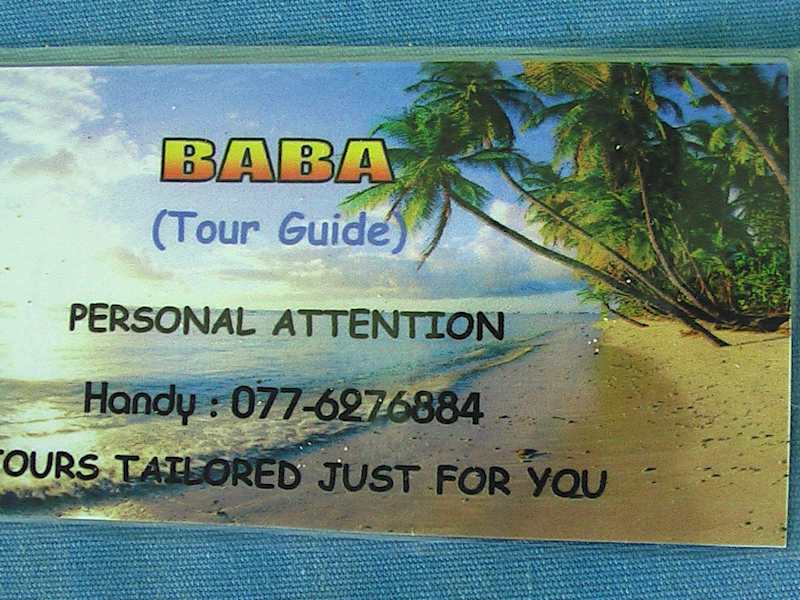 BABA
(Tour Guide)
PERSONAL ATTENTION
Handy : 077-6276884
TOURS TAILORED JUST FOR YOU